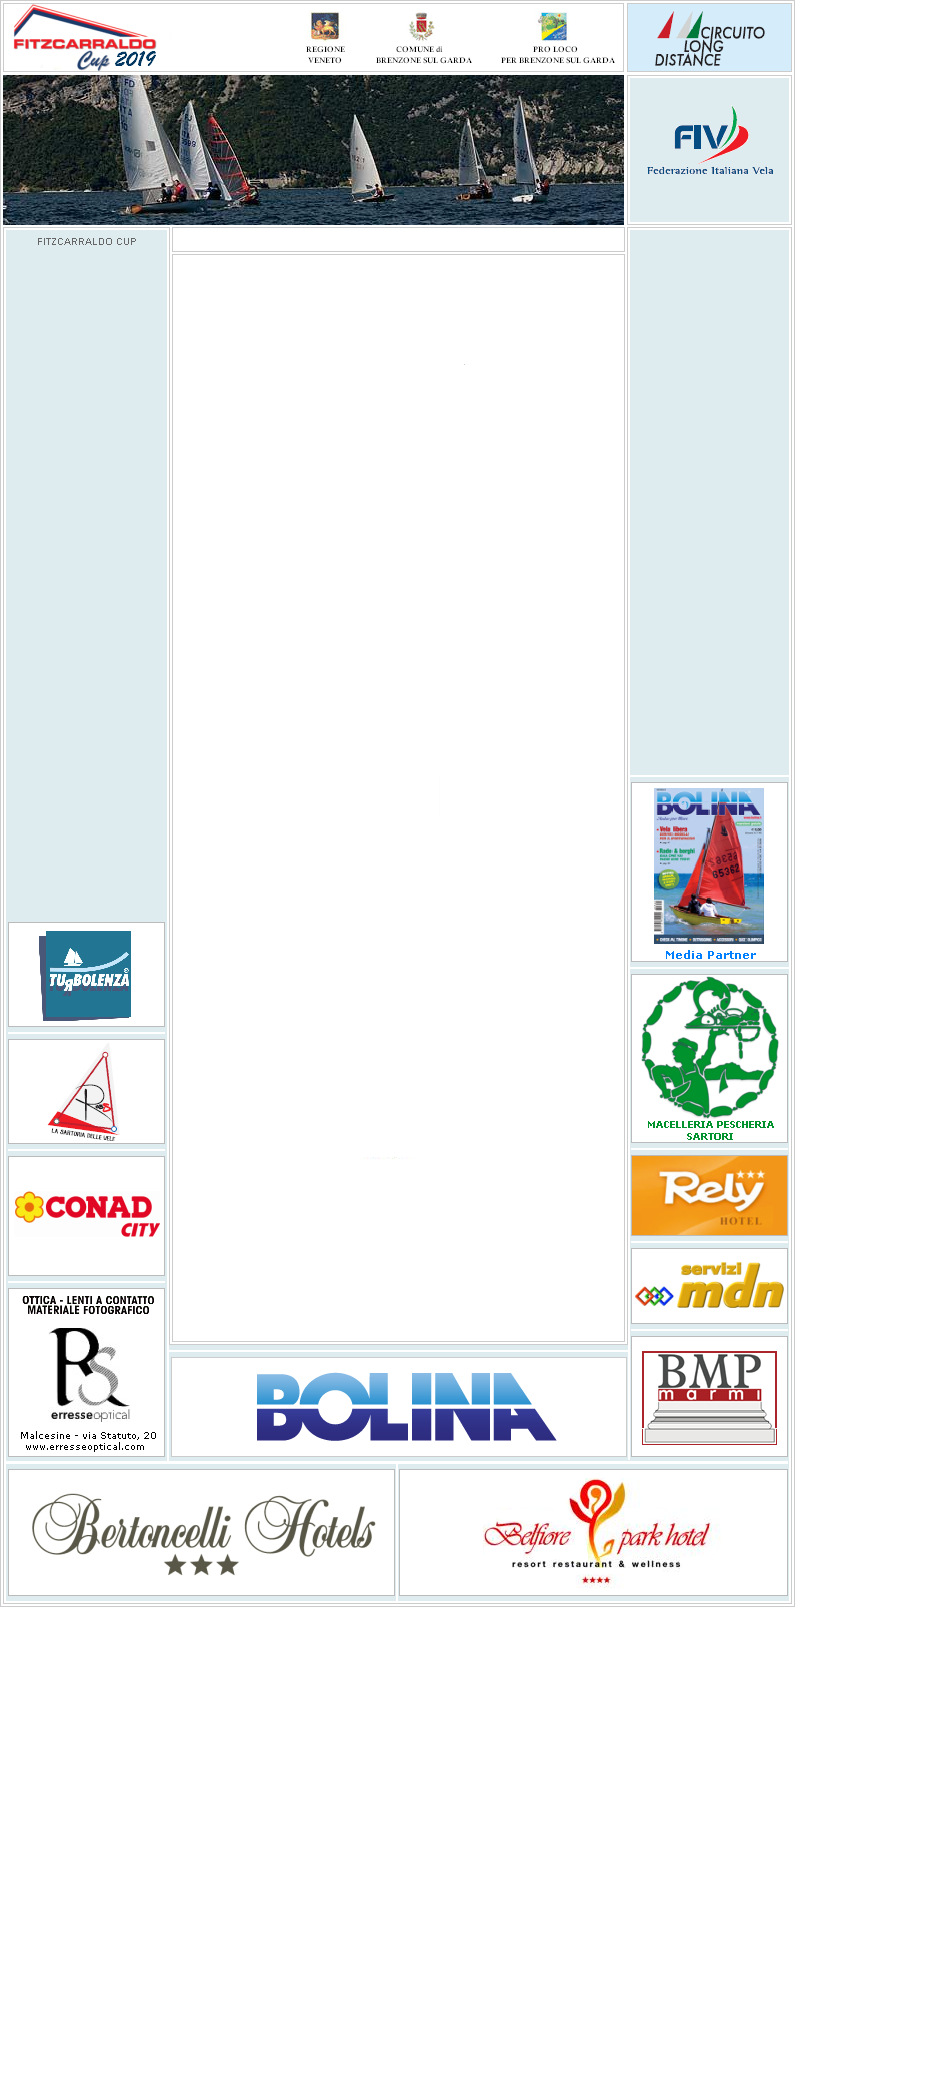 FITZCARRALDO
Cup 2019
REGIONE
VENETO
COMUNE di
BRENZONE SUL GARDA
PRO LOCO
PER BRENZONE SUL GARDA
CIRCUITO
LONG
DISTANCE
FIV
Federazione Italiana Vela
FITZCARRALDO CUP
BOLINA
Vela libera
Media Partner
TURBOLENZA
MACELLERIA PESCHERIA
SARTORI
LA SARTORIA DELLE VELE
Rely
HOTEL
CONAD
CITY
servizi
mdn
OTTICA - LENTI A CONTATTO
MATERIALE FOTOGRAFICO
RS
erresseoptical
Malcesine - via Statuto, 20
www.erresseoptical.com
BOLINA
BMP
marmi
Bertoncelli Hotels
Belfiore park hotel
resort restaurant & wellness